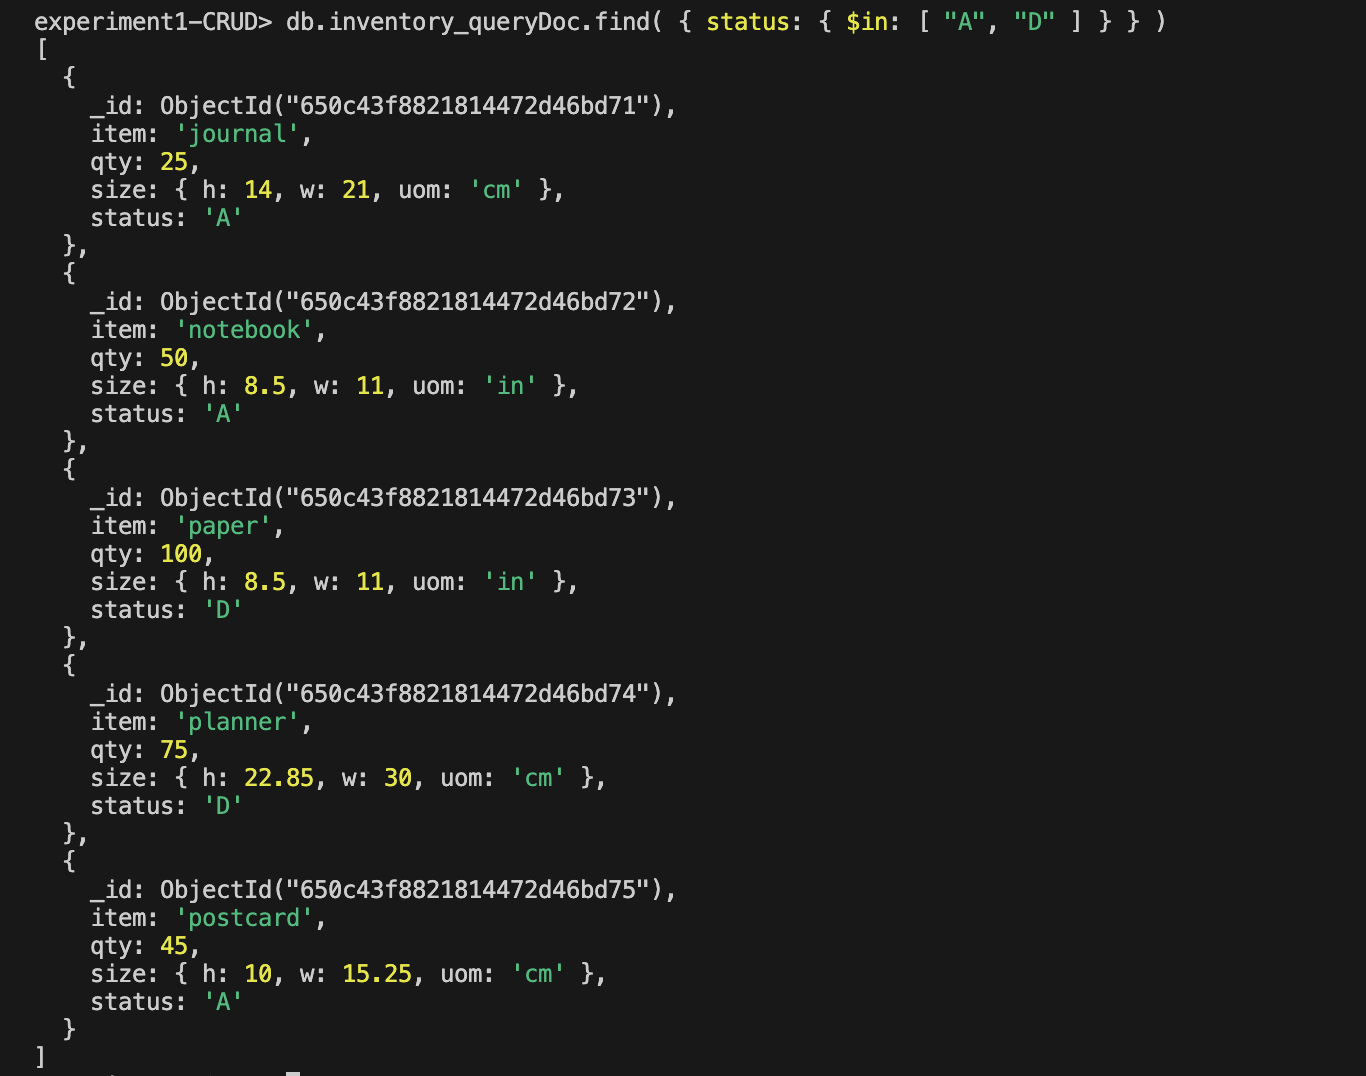 experiment1-CRUD> db.inventory_queryDoc.find( { status: { $in: [ "A", "D" ] } } )
[
  {
    _id: ObjectId("650c43f8821814472d46bd71"),
    item: 'journal',
    qty: 25,
    size: { h: 14, w: 21, uom: 'cm' },
    status: 'A'
  },
  {
    _id: ObjectId("650c43f8821814472d46bd72"),
    item: 'notebook',
    qty: 50,
    size: { h: 8.5, w: 11, uom: 'in' },
    status: 'A'
  },
  {
    _id: ObjectId("650c43f8821814472d46bd73"),
    item: 'paper',
    qty: 100,
    size: { h: 8.5, w: 11, uom: 'in' },
    status: 'D'
  },
  {
    _id: ObjectId("650c43f8821814472d46bd74"),
    item: 'planner',
    qty: 75,
    size: { h: 22.85, w: 30, uom: 'cm' },
    status: 'D'
  },
  {
    _id: ObjectId("650c43f8821814472d46bd75"),
    item: 'postcard',
    qty: 45,
    size: { h: 10, w: 15.25, uom: 'cm' },
    status: 'A'
  }
]